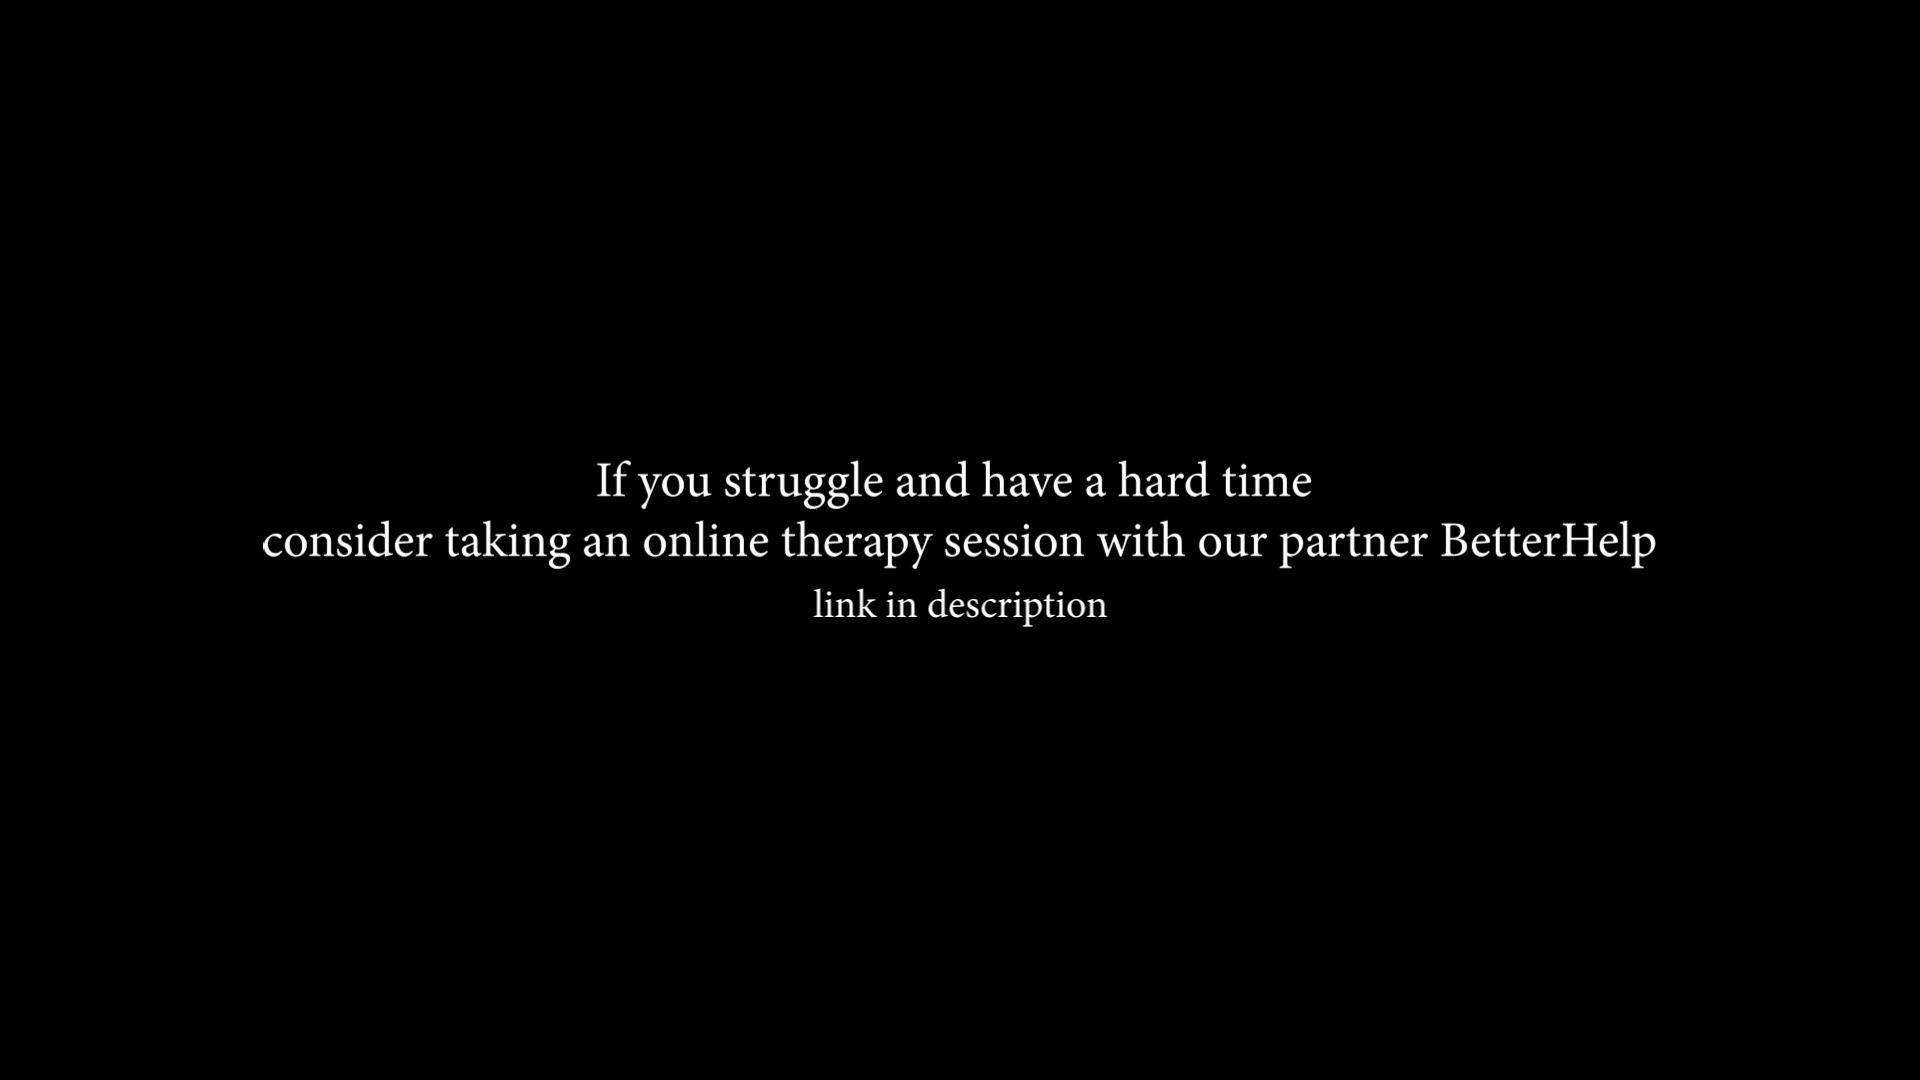 If you struggle and have a hard time
consider taking an online therapy session with our partner BetterHelp
link in description